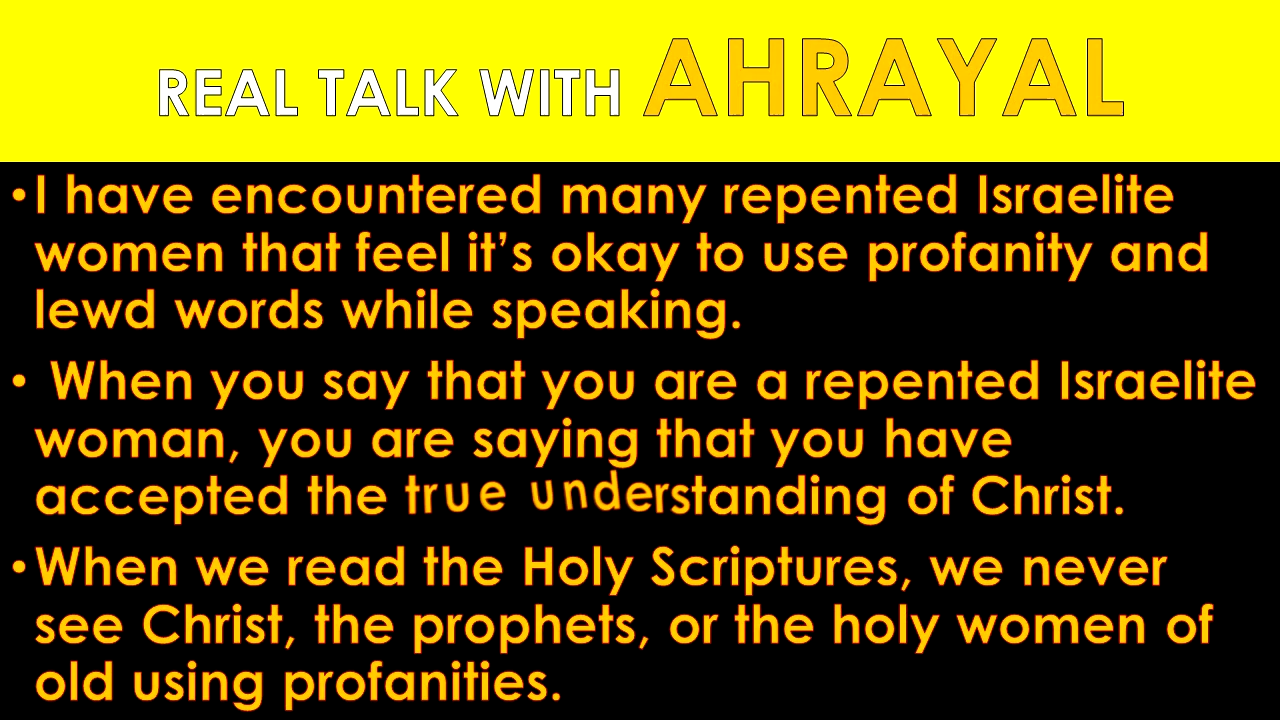 REAL TALK WITH AHRAYAL
•I have encountered many repented Israelite
women that feel it’s okay to use profanity and
lewd words while speaking.
• When you say that you are a repented Israelite
woman, you are saying that you have
accepted the true understanding of Christ.
•When we read the Holy Scriptures, we never
see Christ, the prophets, or the holy women of
old using profanities.